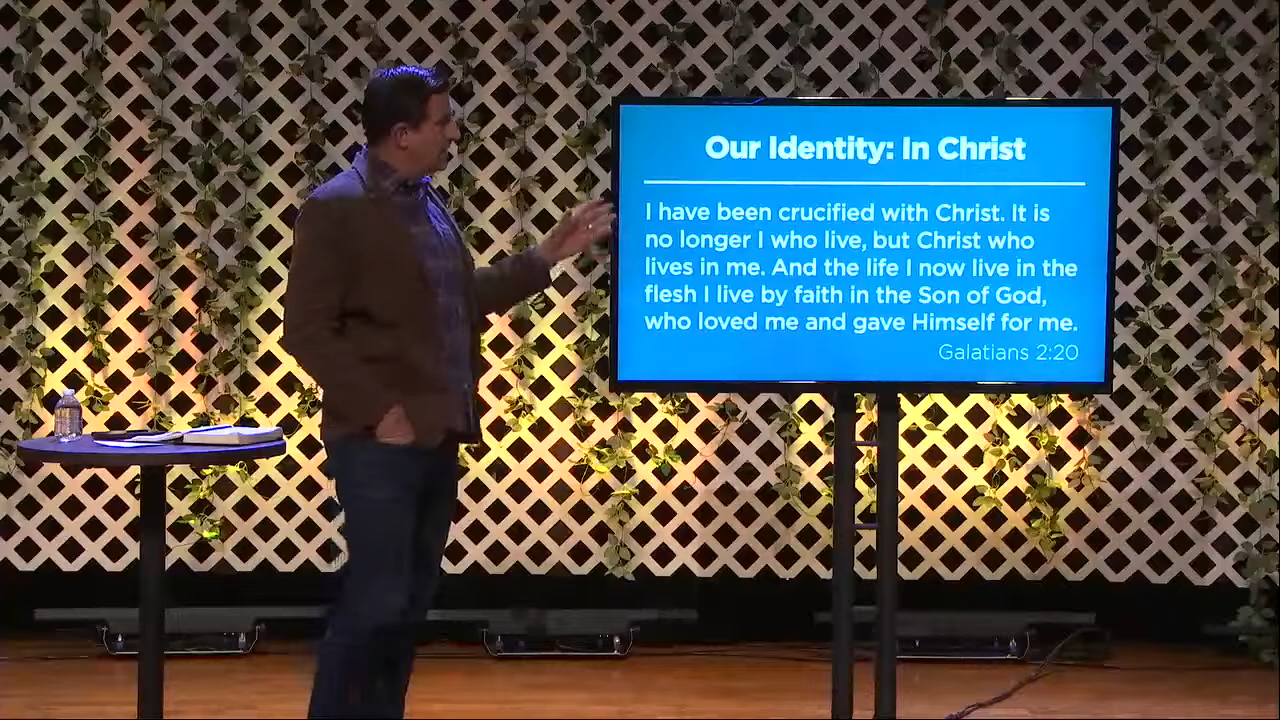 Our Identity: In Christ
I have been crucified with Christ. It is
no longer I who live, but Christ who
lives in me. And the life I now live in the
flesh I live by faith in the Son of God,
who loved me and gave Himself for me.
Galatians 2:20